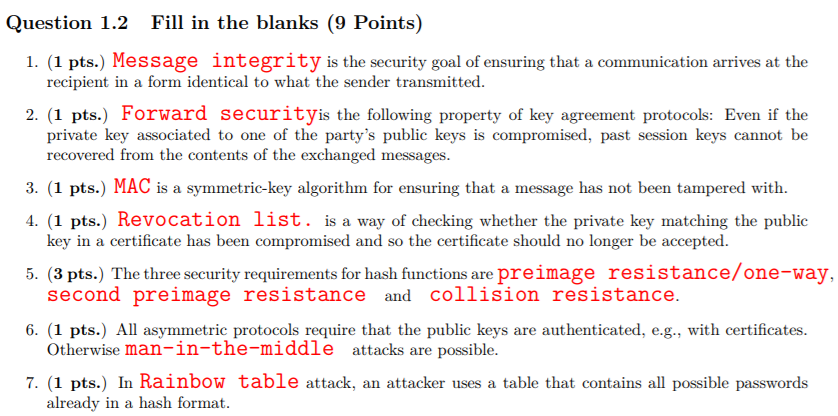 Question 1.2 Fill in the blanks (9 Points)
1. (1 pts.) Message integrity is the security goal of ensuring that a communication arrives at the
recipient in a form identical to what the sender transmitted.
2. (1 pts.) Forward securityis the following property of key agreement protocols: Even if the
private key associated to one of the party's public keys is compromised, past session keys cannot be
recovered from the contents of the exchanged messages.
3. (1 pts.) MAC is a symmetric-key algorithm for ensuring that a message has not been tampered with.
4. (1 pts.) Revocation list. is a way of checking whether the private key matching the public
key in a certificate has been compromised and so the certificate should no longer be accepted.
5. (3 pts.) The three security requirements for hash functions are preimage resistance/one-way,
second preimage resistance and collision resistance.
6. (1 pts.) All asymmetric protocols require that the public keys are authenticated, e.g., with certificates.
Otherwise man-in-the-middle attacks are possible.
7. (1 pts.) In Rainbow table attack, an attacker uses a table that contains all possible passwords
already in a hash format.